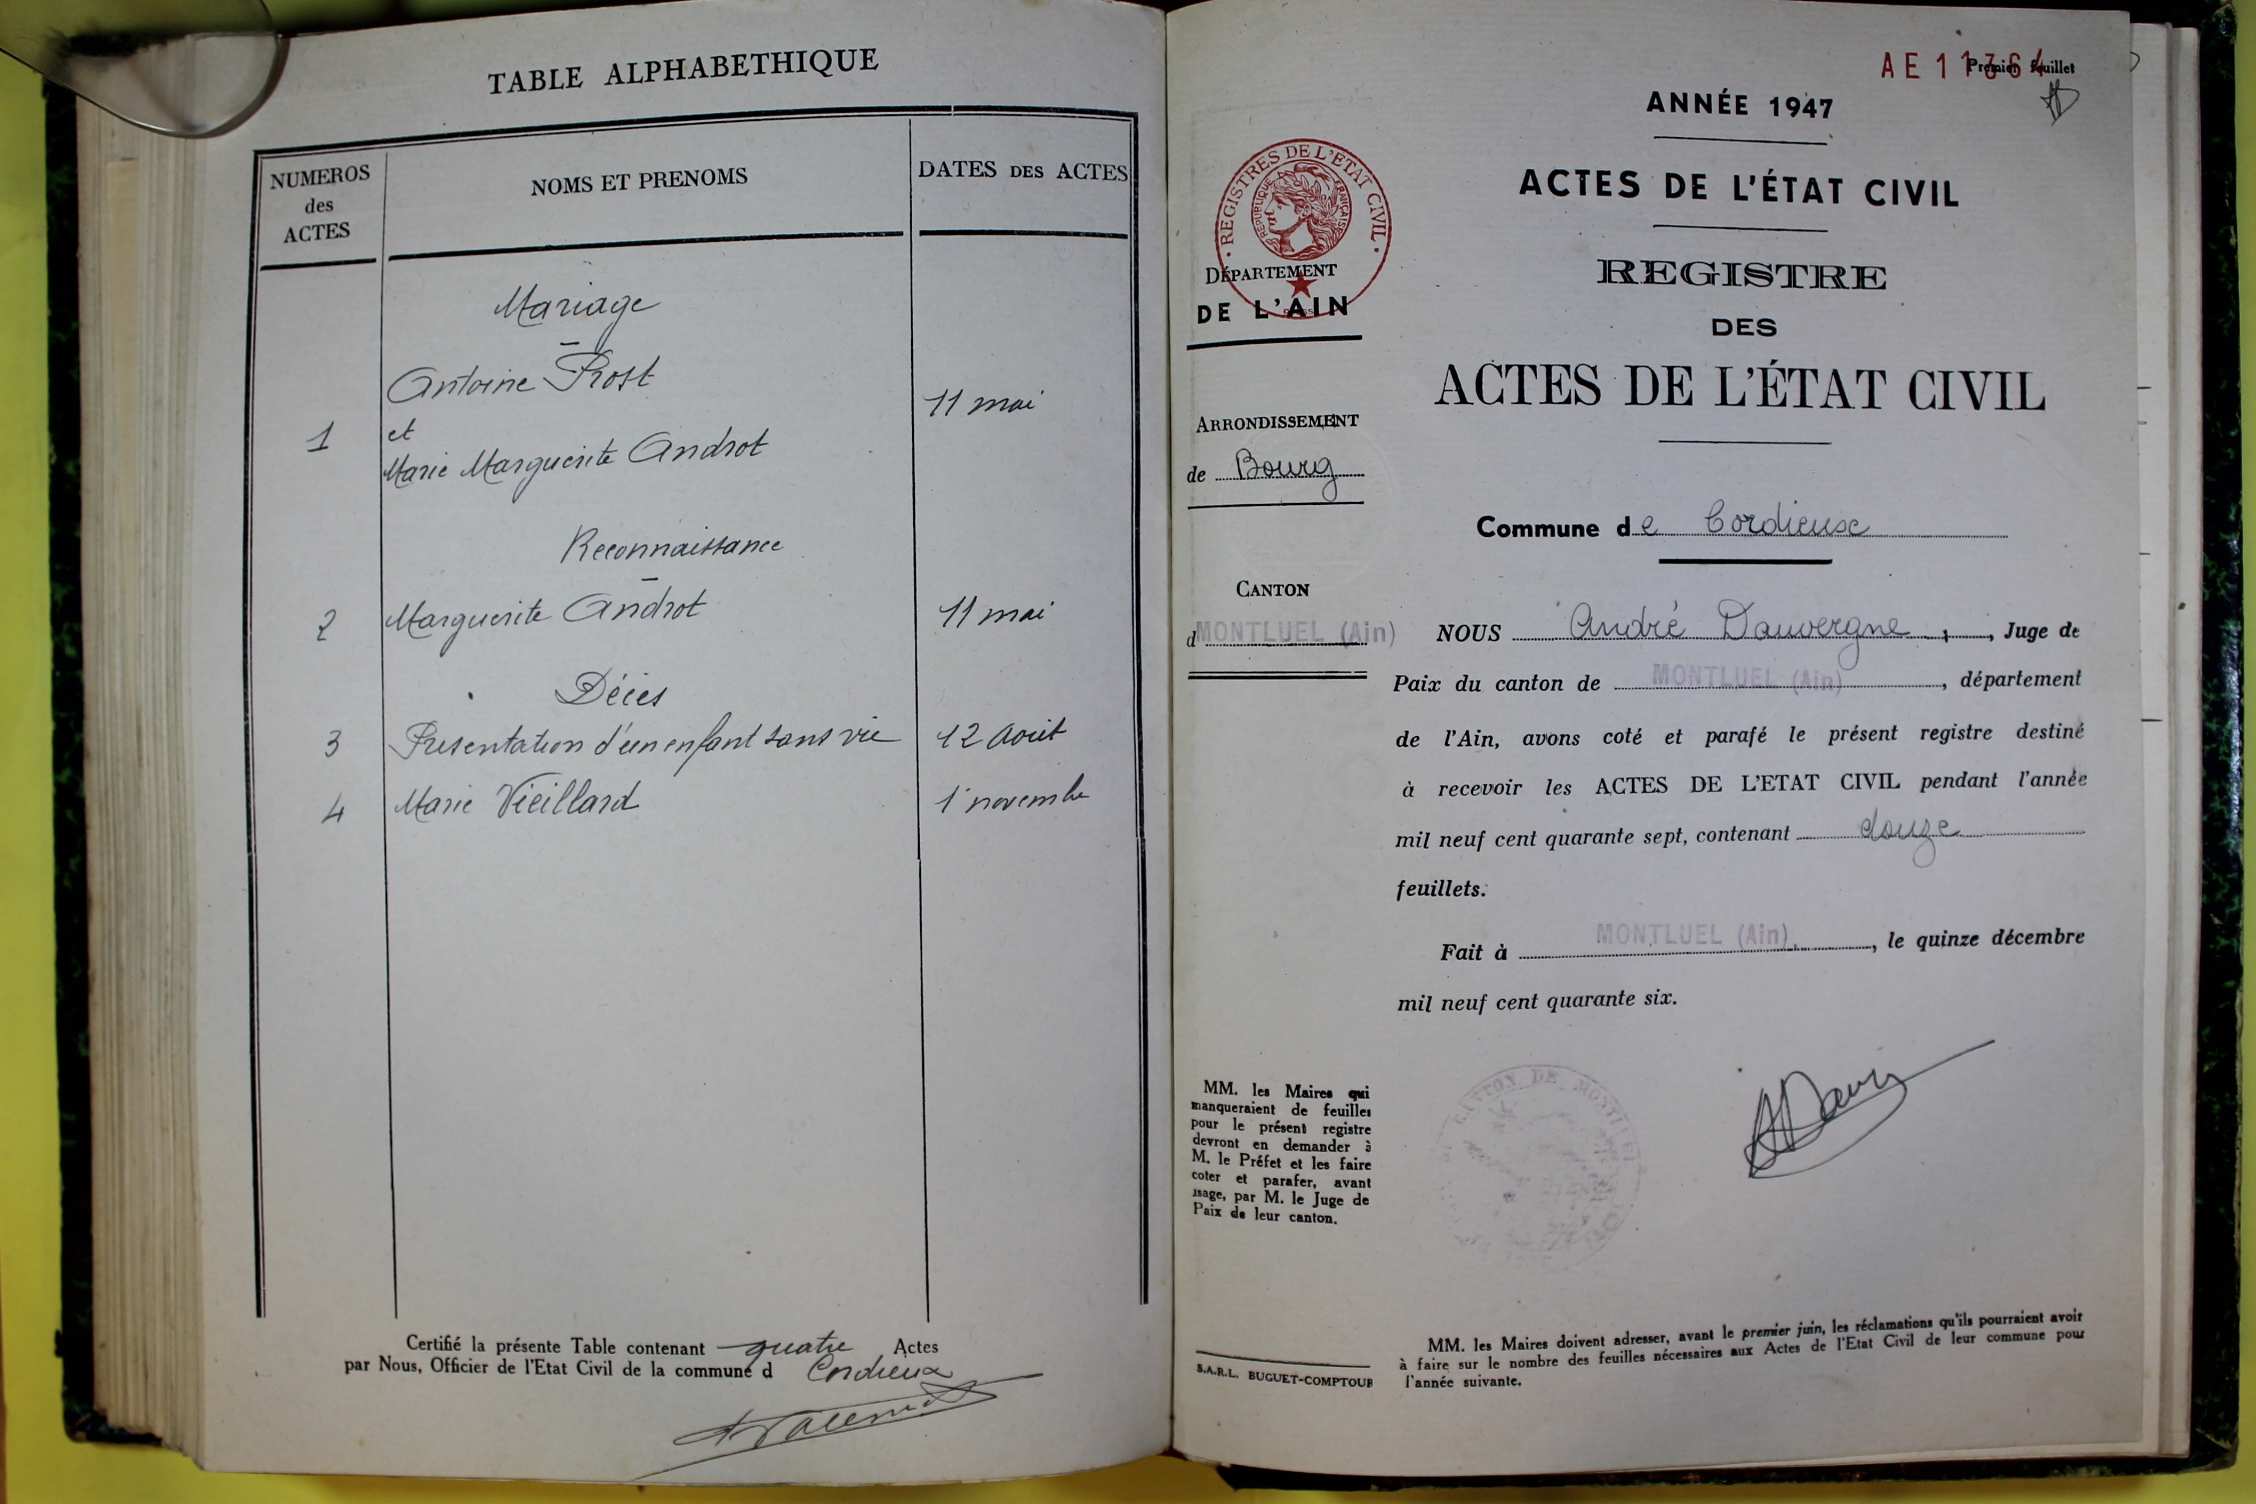 TABLE ALPHABETHIQUE
NUMEROS
des
ACTES
NOMS ET PRENOMS
DATES DES ACTES
Mariage
Antoine Prost
1 et 11 mai
Marie Marguerite Androt
Reconnaissance
2 Marguerite Androt 11 mai
Décès
3 Présentation d'un enfant sans vie 12 Août
4 Marie Vieillard 1 novembre
Certifié la présente Table contenant quatre Actes
par Nous, Officier de l'Etat Civil de la commune d Cordieux
AE 11364
Premier feuillet
ANNÉE 1947
ACTES DE L'ÉTAT CIVIL
REGISTRE
DES
ACTES DE L'ÉTAT CIVIL
· REGISTRES DE L'ETAT CIVIL ·
REPUBLIQUE FRANÇAISE
DÉPARTEMENT
DE L'AIN
ARRONDISSEMENT
de Bourg
CANTON
d MONTLUEL (Ain)
Commune de Cordieux
NOUS André Dauvergne, Juge de
Paix du canton de MONTLUEL (Ain), département
de l'Ain, avons coté et parafé le présent registre destiné
à recevoir les ACTES DE L'ETAT CIVIL pendant l'année
mil neuf cent quarante sept, contenant douze
feuillets.
Fait à MONTLUEL (Ain), le quinze décembre
mil neuf cent quarante six.
CANTON DE MONTLUEL
MM. les Maires qui
manqueraient de feuilles
pour le présent registre
devront en demander à
M. le Préfet et les faire
coter et parafer, avant
usage, par M. le Juge de
Paix de leur canton.
S.A.R.L. BUGUET-COMPTOUR
MM. les Maires doivent adresser, avant le premier juin, les réclamations qu'ils pourraient avoir
à faire sur le nombre des feuilles nécessaires aux Actes de l'Etat Civil de leur commune pour
l'année suivante.